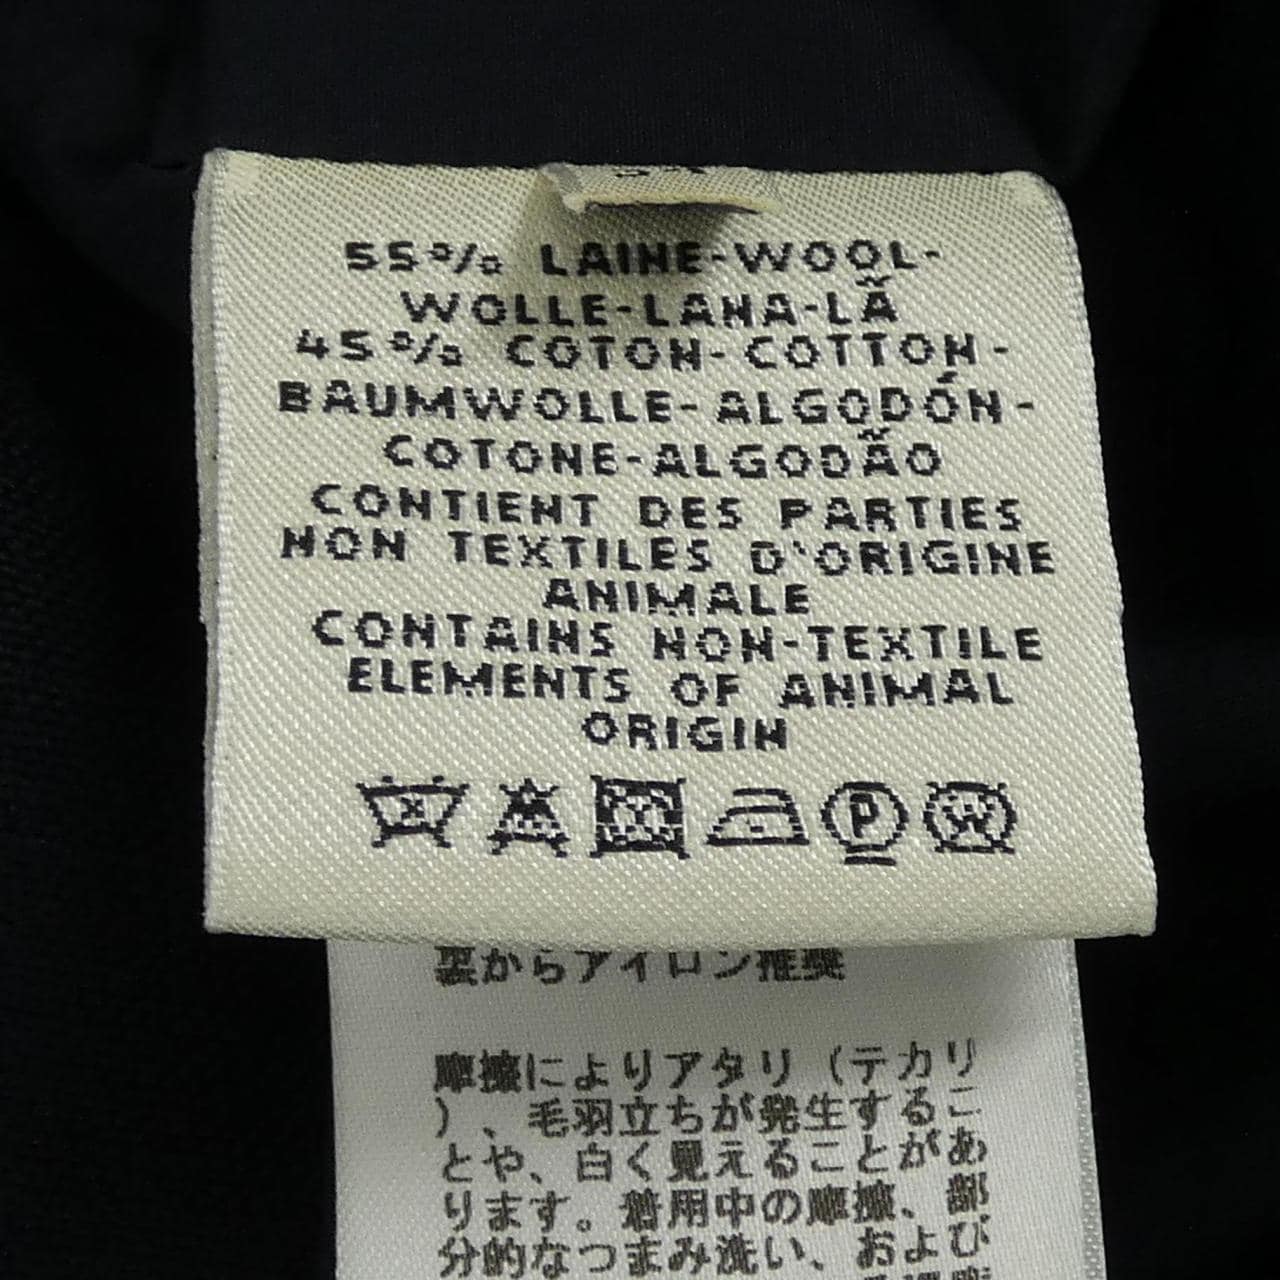 55% LAINE-WOOL-
WOLLE-LANA-LÃ
45% COTON-COTTON-
BAUMWOLLE-ALGODÓN-
COTONE-ALGODÃO
CONTIENT DES PARTIES
NON TEXTILES D'ORIGINE
ANIMALE
CONTAINS NON-TEXTILE
ELEMENTS OF ANIMAL
ORIGIN
P
W
裏からアイロン推奨
摩擦によりアタリ（テカリ
）、毛羽立ちが発生するこ
とや、白く見えることがあ
ります。着用中の摩擦、部
分的なつまみ洗い、および